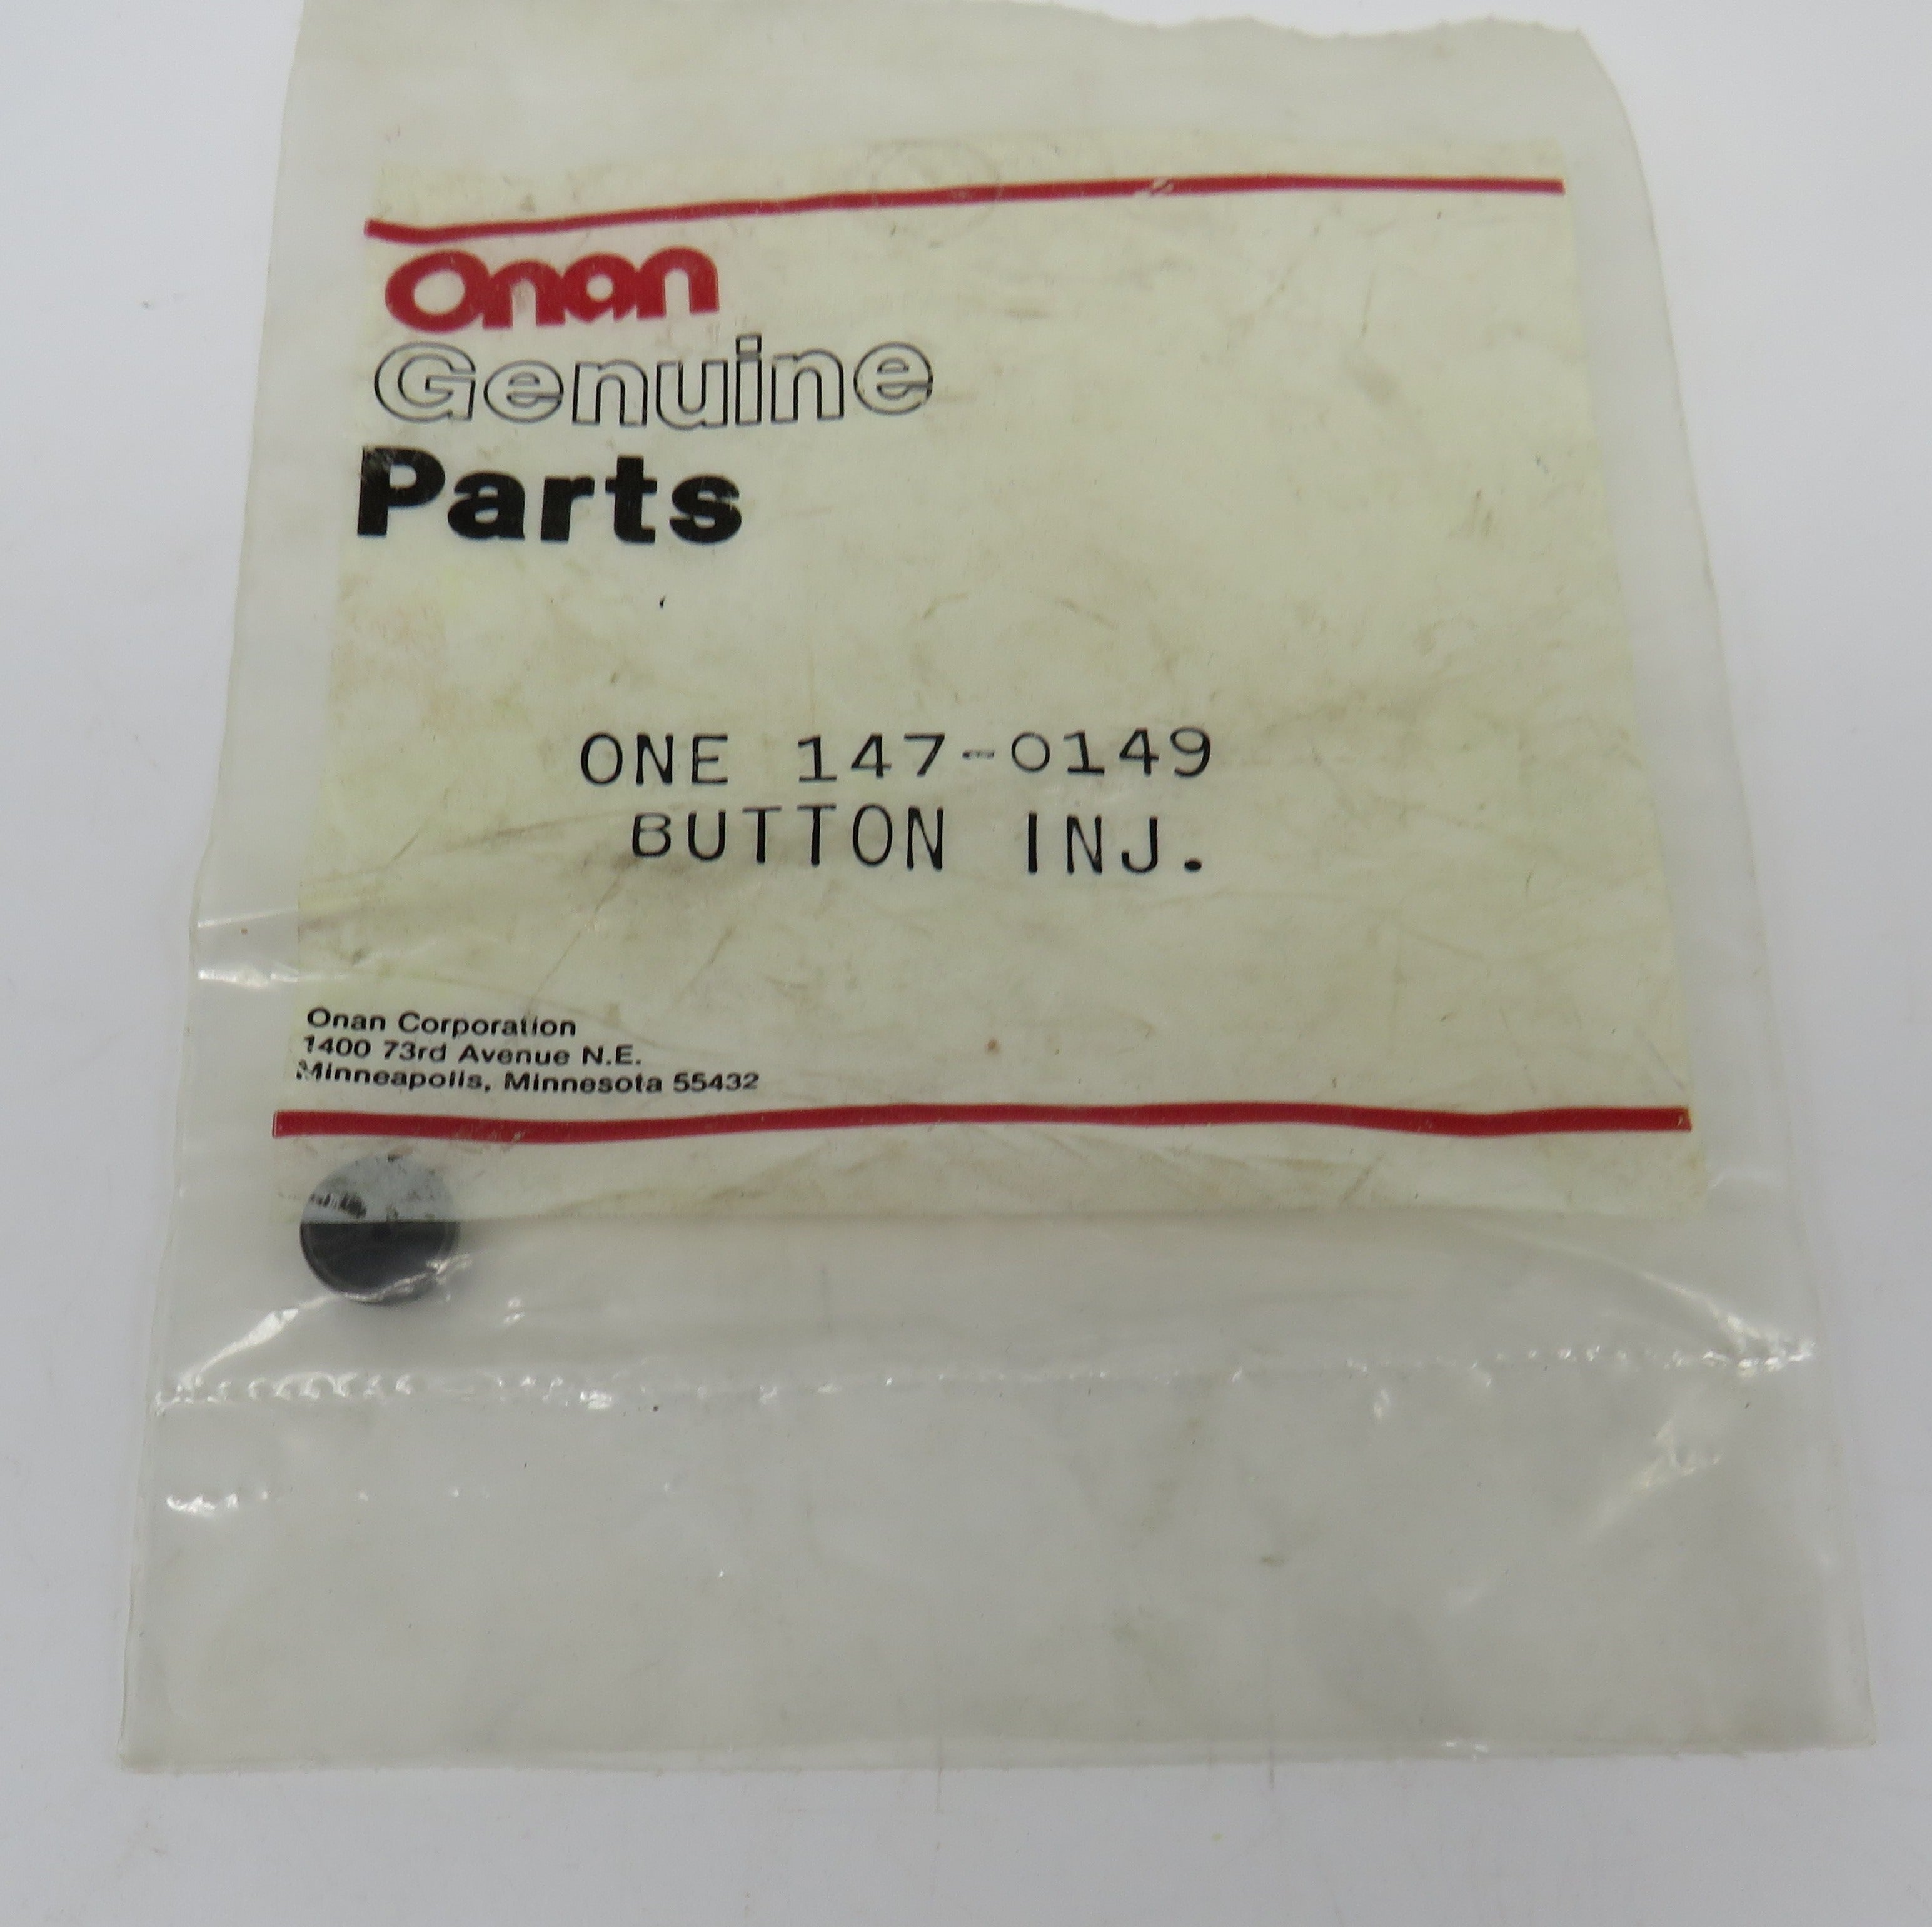 Onan
Genuine
Parts
ONE 147-0149
BUTTON INJ.
Onan Corporation
1400 73rd Avenue N.E.
Minneapolis, Minnesota 55432